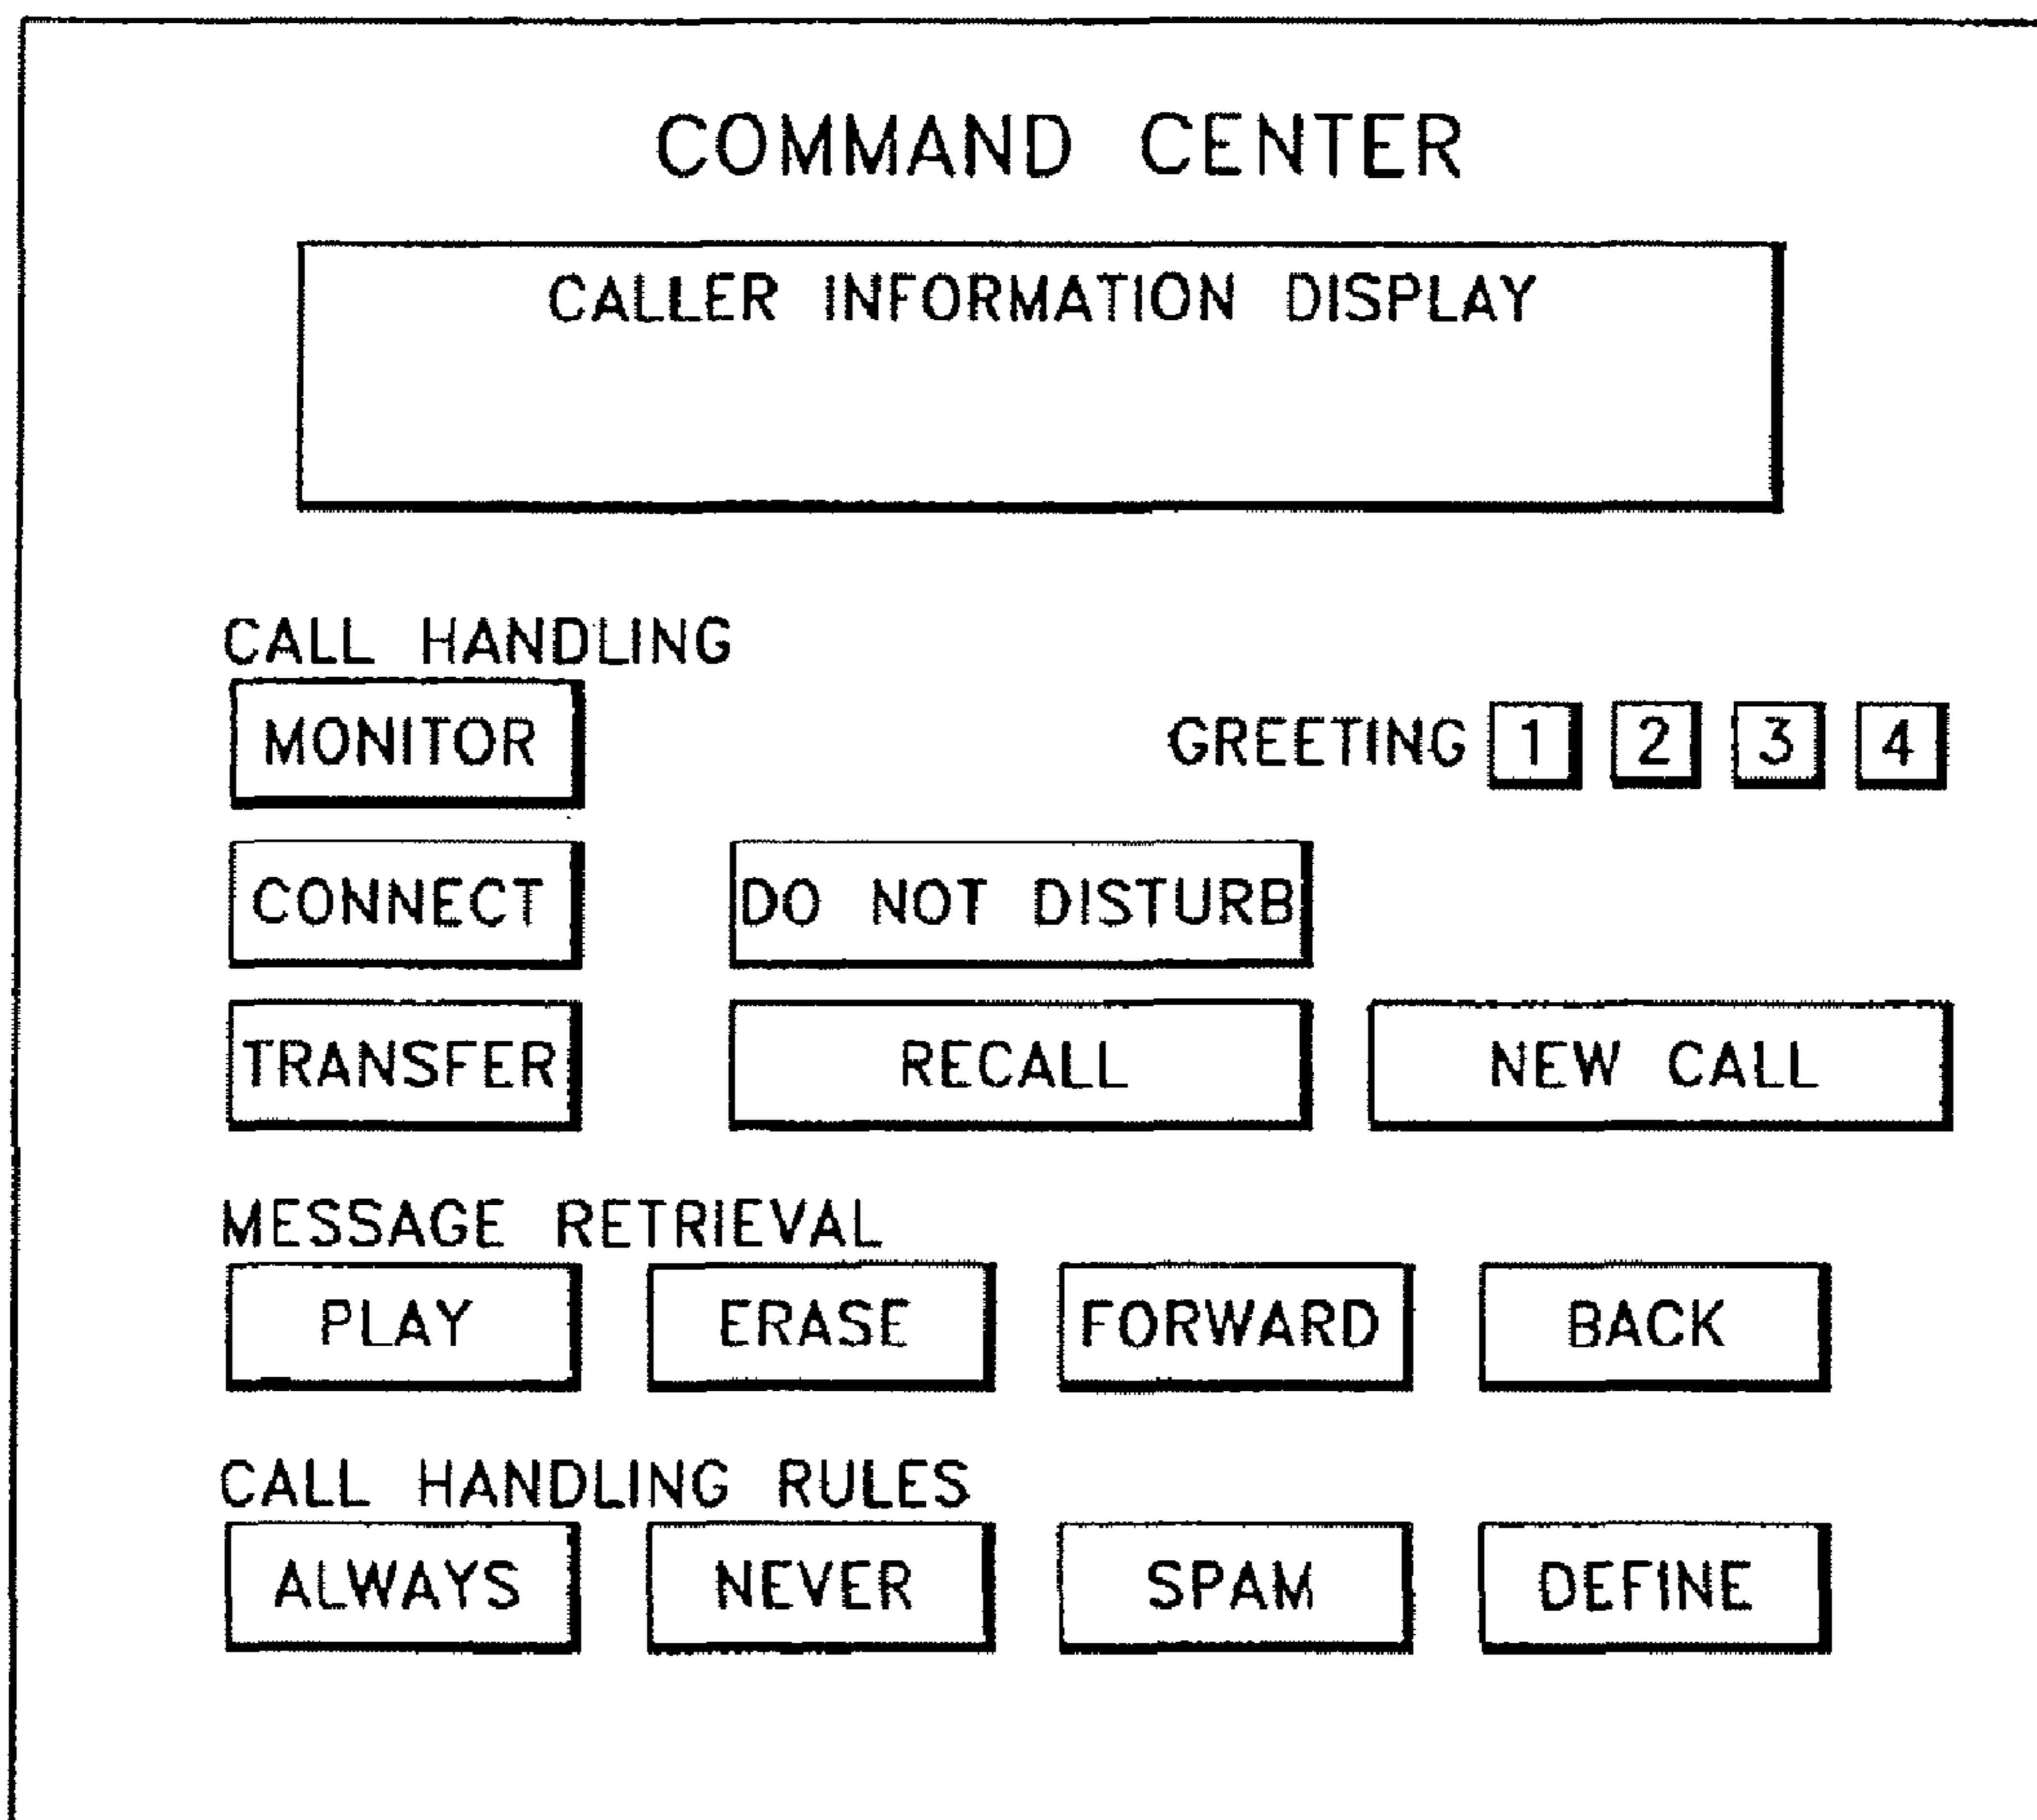 COMMAND CENTER
CALLER INFORMATION DISPLAY
CALL HANDLING
MONITOR GREETING 1 2 3 4
CONNECT DO NOT DISTURB
TRANSFER RECALL NEW CALL
MESSAGE RETRIEVAL
PLAY ERASE FORWARD BACK
CALL HANDLING RULES
ALWAYS NEVER SPAM DEFINE